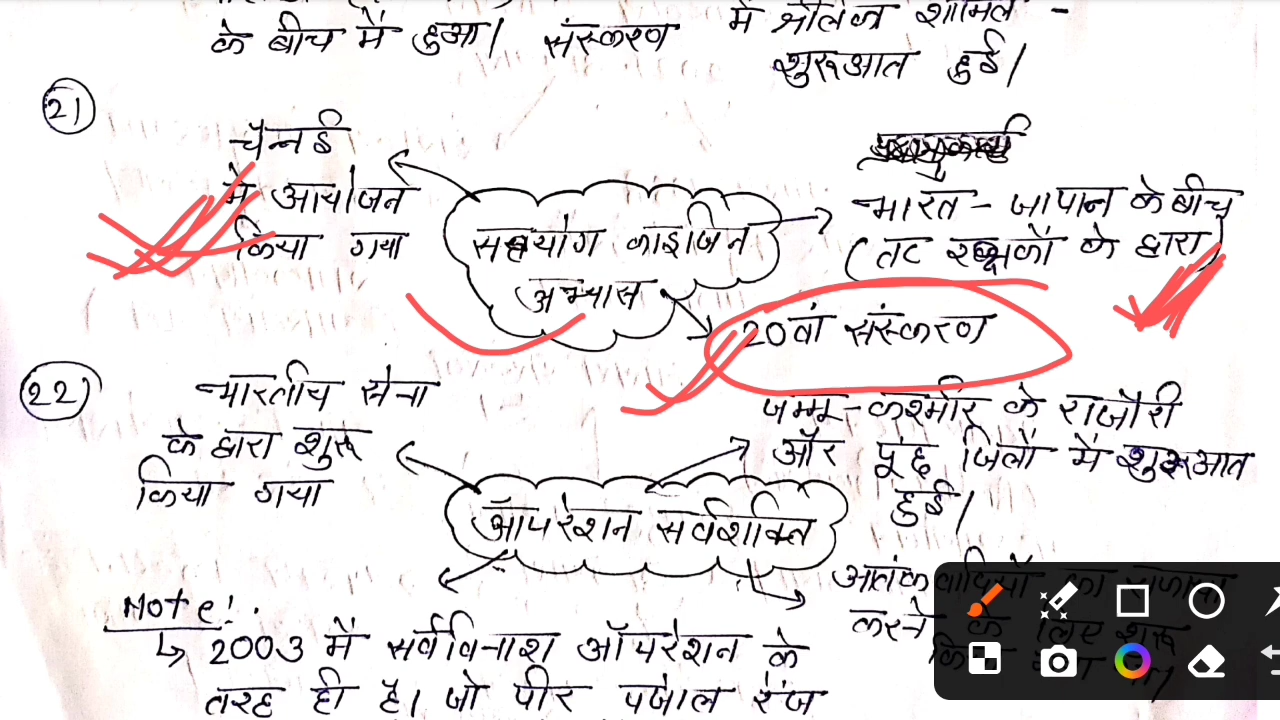 के बीच में हुआ। संस्करण
में श्रीलंका शामिल -
शुरूआत हुई।
21
चेन्नई
में आयोजन
किया गया
सहयोग काइजिन
अभ्यास
भारत - जापान के बीच
(तट रक्षकों के द्वारा)
20वां संस्करण
22
भारतीय सेना
के द्वारा शुरू
किया गया
ऑपरेशन सर्वशक्ति
जम्मू-कश्मीर के राजौरी
और पूंछ जिलों में शुरूआत
हुई।
आतंकवादियों का
करने के लिए शुरू
Note!.
↳ 2003 में सर्वविनाश ऑपरेशन के
तरह ही है। जो पीर पंजाल रेंज